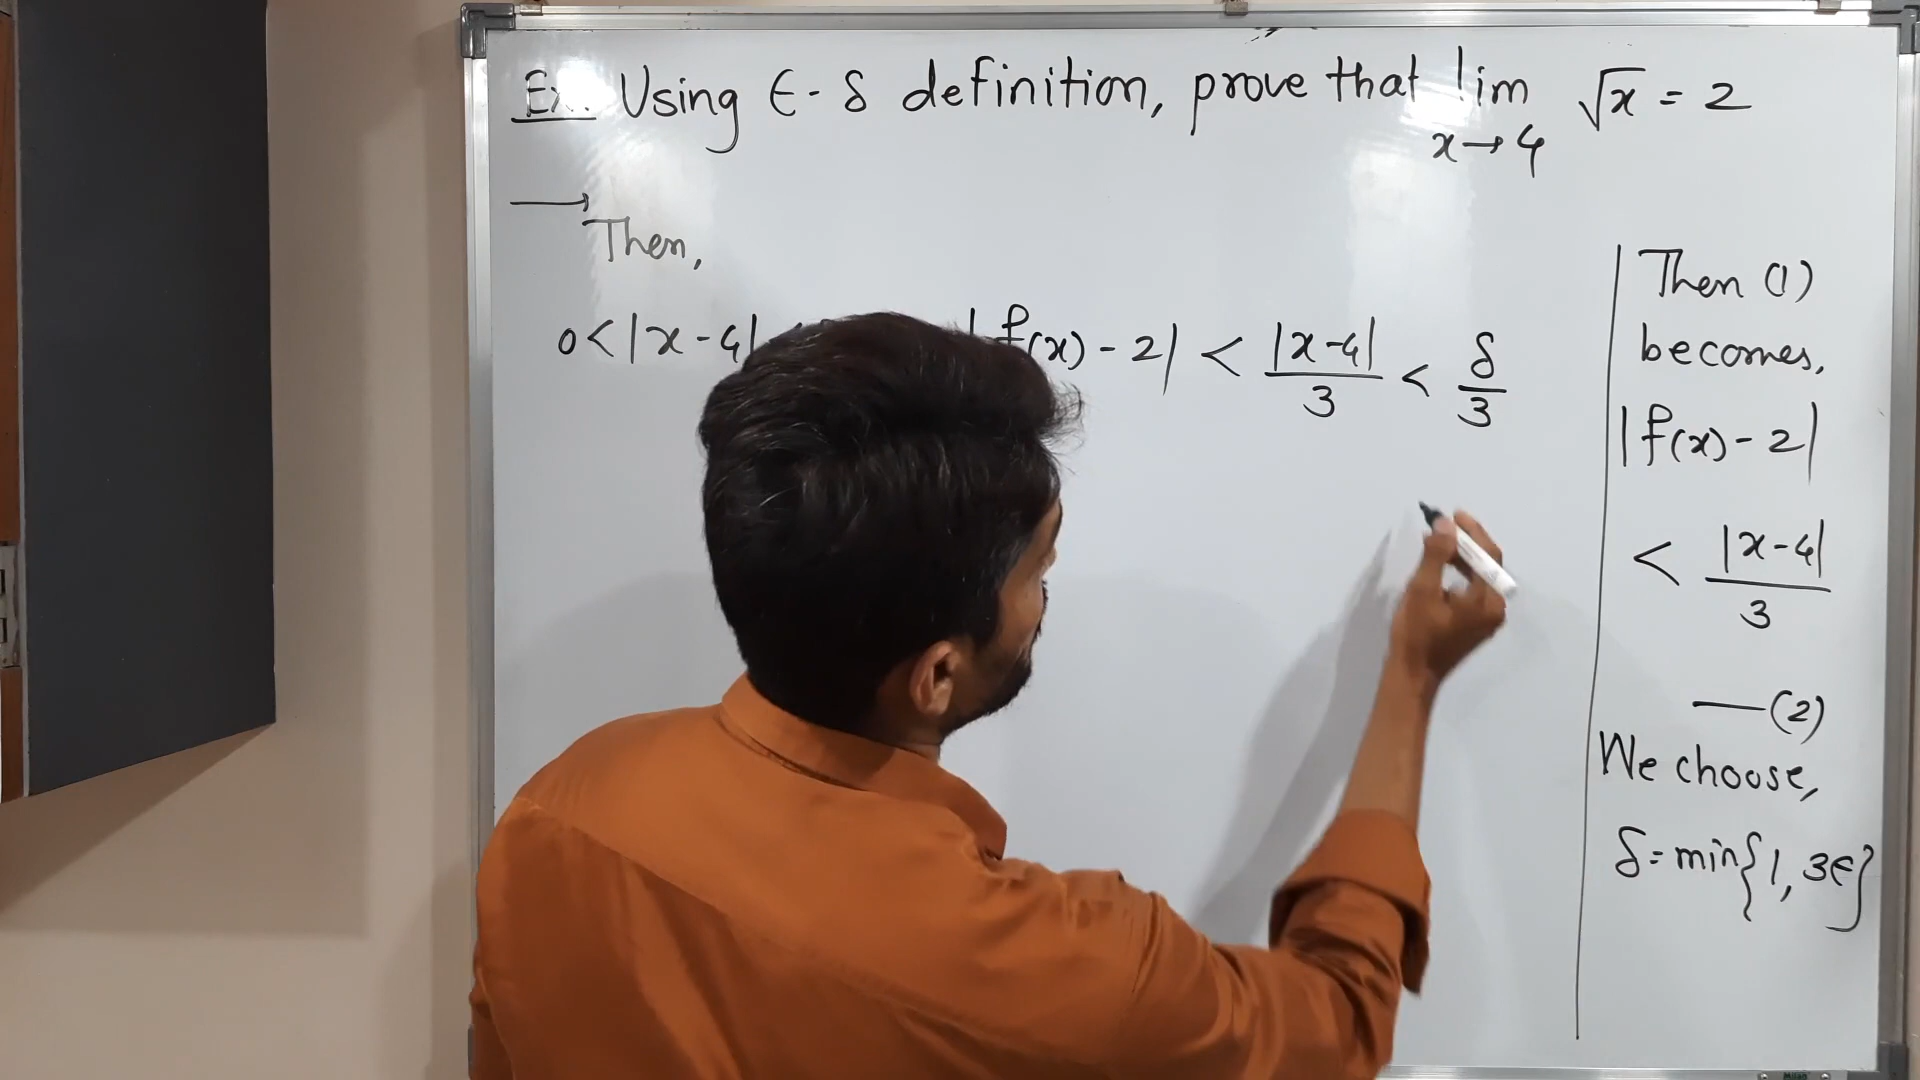 Ex. Using ϵ-δ definition, prove that lim √x = 2
x→4
Then,
0<|x-4| f(x)-2| < |x-4|/3 < δ/3
Then (1)
becomes,
|f(x)-2|
< |x-4|/3
—(2)
We choose,
δ=min{1, 3ϵ}